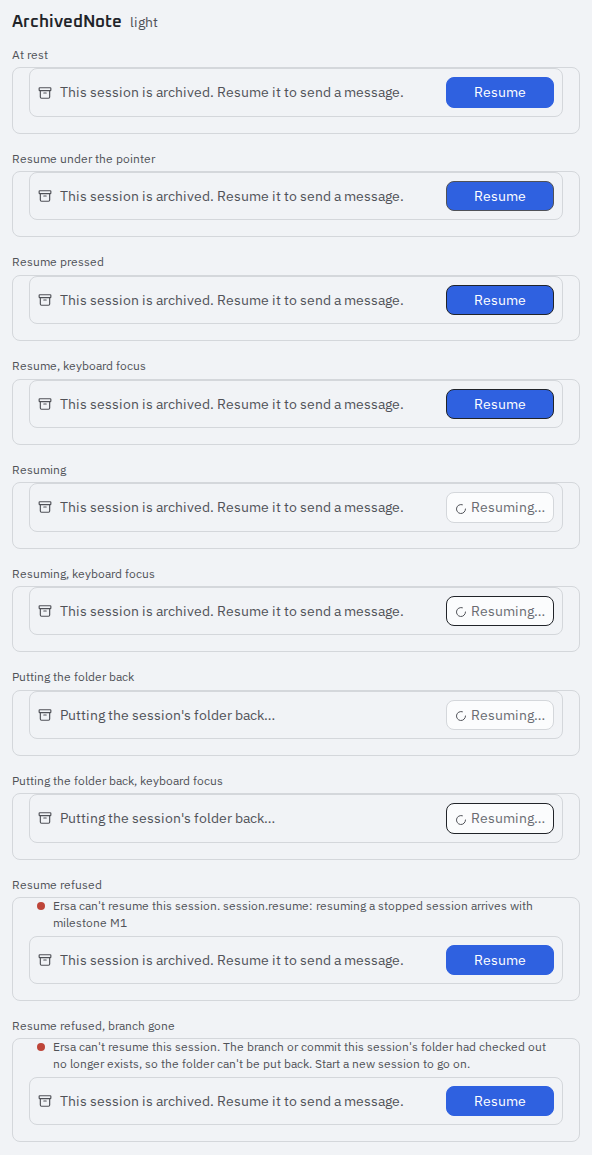 ArchivedNote light
At rest
This session is archived. Resume it to send a message. Resume
Resume under the pointer
This session is archived. Resume it to send a message. Resume
Resume pressed
This session is archived. Resume it to send a message. Resume
Resume, keyboard focus
This session is archived. Resume it to send a message. Resume
Resuming
This session is archived. Resume it to send a message. Resuming...
Resuming, keyboard focus
This session is archived. Resume it to send a message. Resuming...
Putting the folder back
Putting the session's folder back... Resuming...
Putting the folder back, keyboard focus
Putting the session's folder back... Resuming...
Resume refused
Ersa can't resume this session. session.resume: resuming a stopped session arrives with
milestone M1
This session is archived. Resume it to send a message. Resume
Resume refused, branch gone
Ersa can't resume this session. The branch or commit this session's folder had checked out
no longer exists, so the folder can't be put back. Start a new session to go on.
This session is archived. Resume it to send a message. Resume